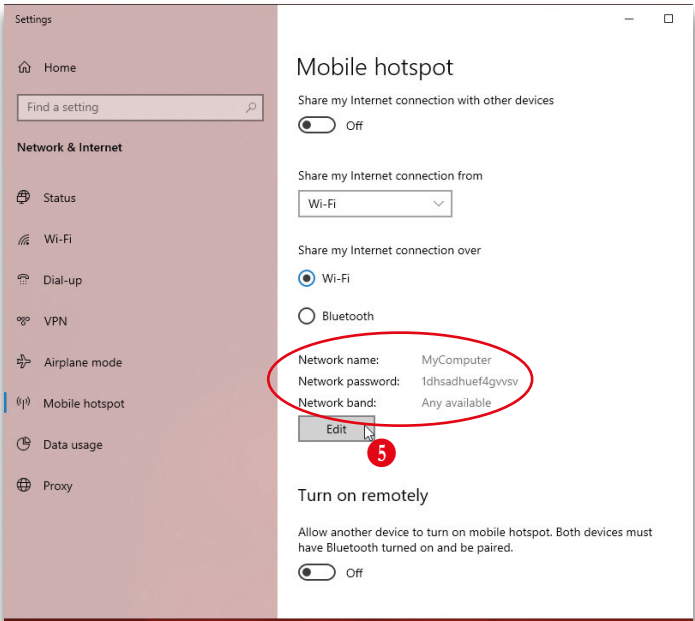 Settings
Home
Find a setting
Network & Internet
Status
Wi-Fi
Dial-up
VPN
Airplane mode
Mobile hotspot
Data usage
Proxy
Mobile hotspot
Share my Internet connection with other devices
Off
Share my Internet connection from
Wi-Fi
Share my Internet connection over
Wi-Fi
Bluetooth
Network name: MyComputer
Network password: 1dhsadhuef4gvvsv
Network band: Any available
Edit
5
Turn on remotely
Allow another device to turn on mobile hotspot. Both devices must
have Bluetooth turned on and be paired.
Off